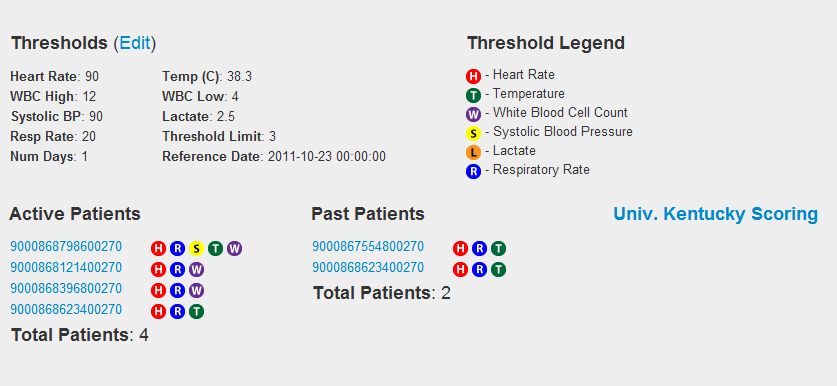 Thresholds (Edit)
Heart Rate: 90 Temp (C): 38.3
WBC High: 12 WBC Low: 4
Systolic BP: 90 Lactate: 2.5
Resp Rate: 20 Threshold Limit: 3
Num Days: 1 Reference Date: 2011-10-23 00:00:00
Threshold Legend
H - Heart Rate
T - Temperature
W - White Blood Cell Count
S - Systolic Blood Pressure
L - Lactate
R - Respiratory Rate
Active Patients
9000868798600270 H R S T W
9000868121400270 H R W
9000868396800270 H R W
9000868623400270 H R T
Total Patients: 4
Past Patients
9000867554800270 H R T
9000868623400270 H R T
Total Patients: 2
Univ. Kentucky Scoring